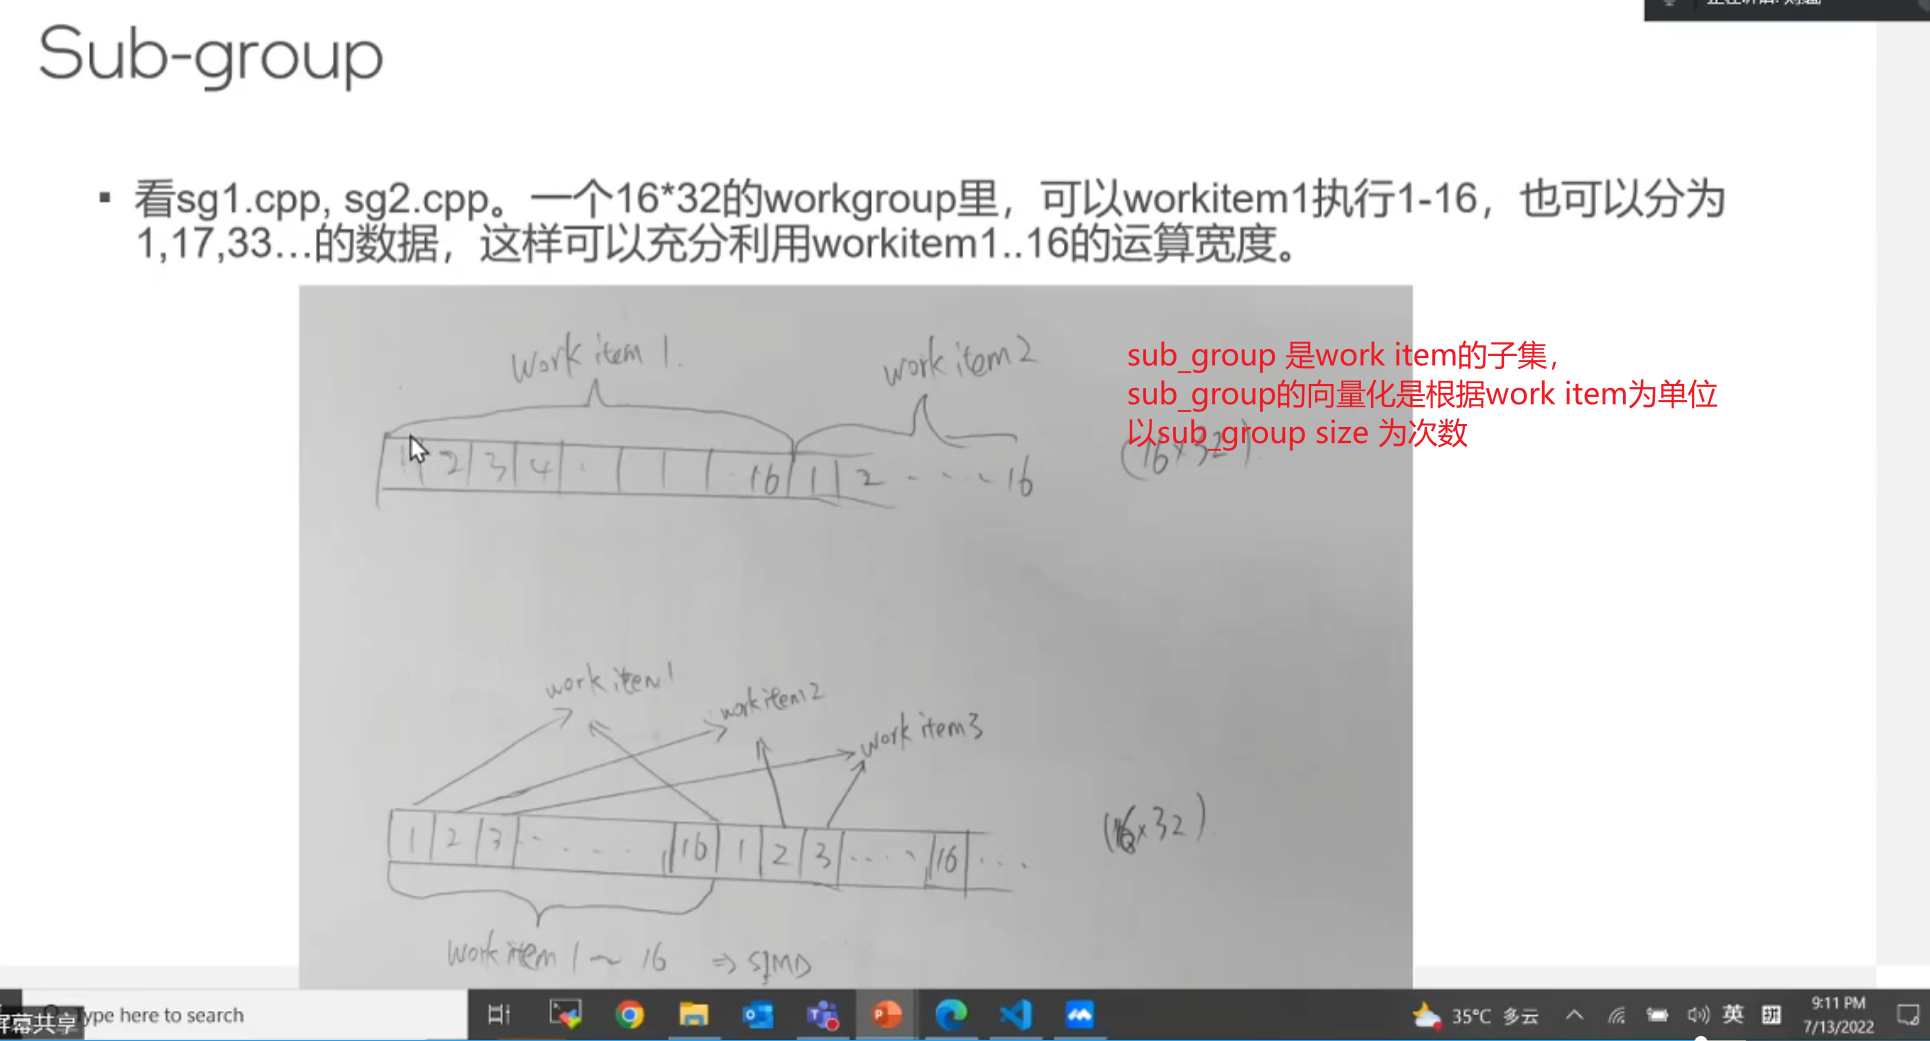 Sub-group
▪ 看sg1.cpp, sg2.cpp。一个16*32的workgroup里，可以workitem1执行1-16，也可以分为
1,17,33…的数据，这样可以充分利用workitem1..16的运算宽度。
work item 1.
work item 2
sub_group 是work item的子集，
sub_group的向量化是根据work item为单位
以sub_group size 为次数
(16×32).
1 2 3 4 · 16 1 2 - - - - 16
work item 1
work item 2
work item 3
1 2 3 - . . - . 16 1 2 3 .... 16 ...
(16×32).
work item 1 ~ 16 ⇒ SIMD
屏幕共享
ype here to search
35°C 多云
英
拼
9:11 PM
7/13/2022